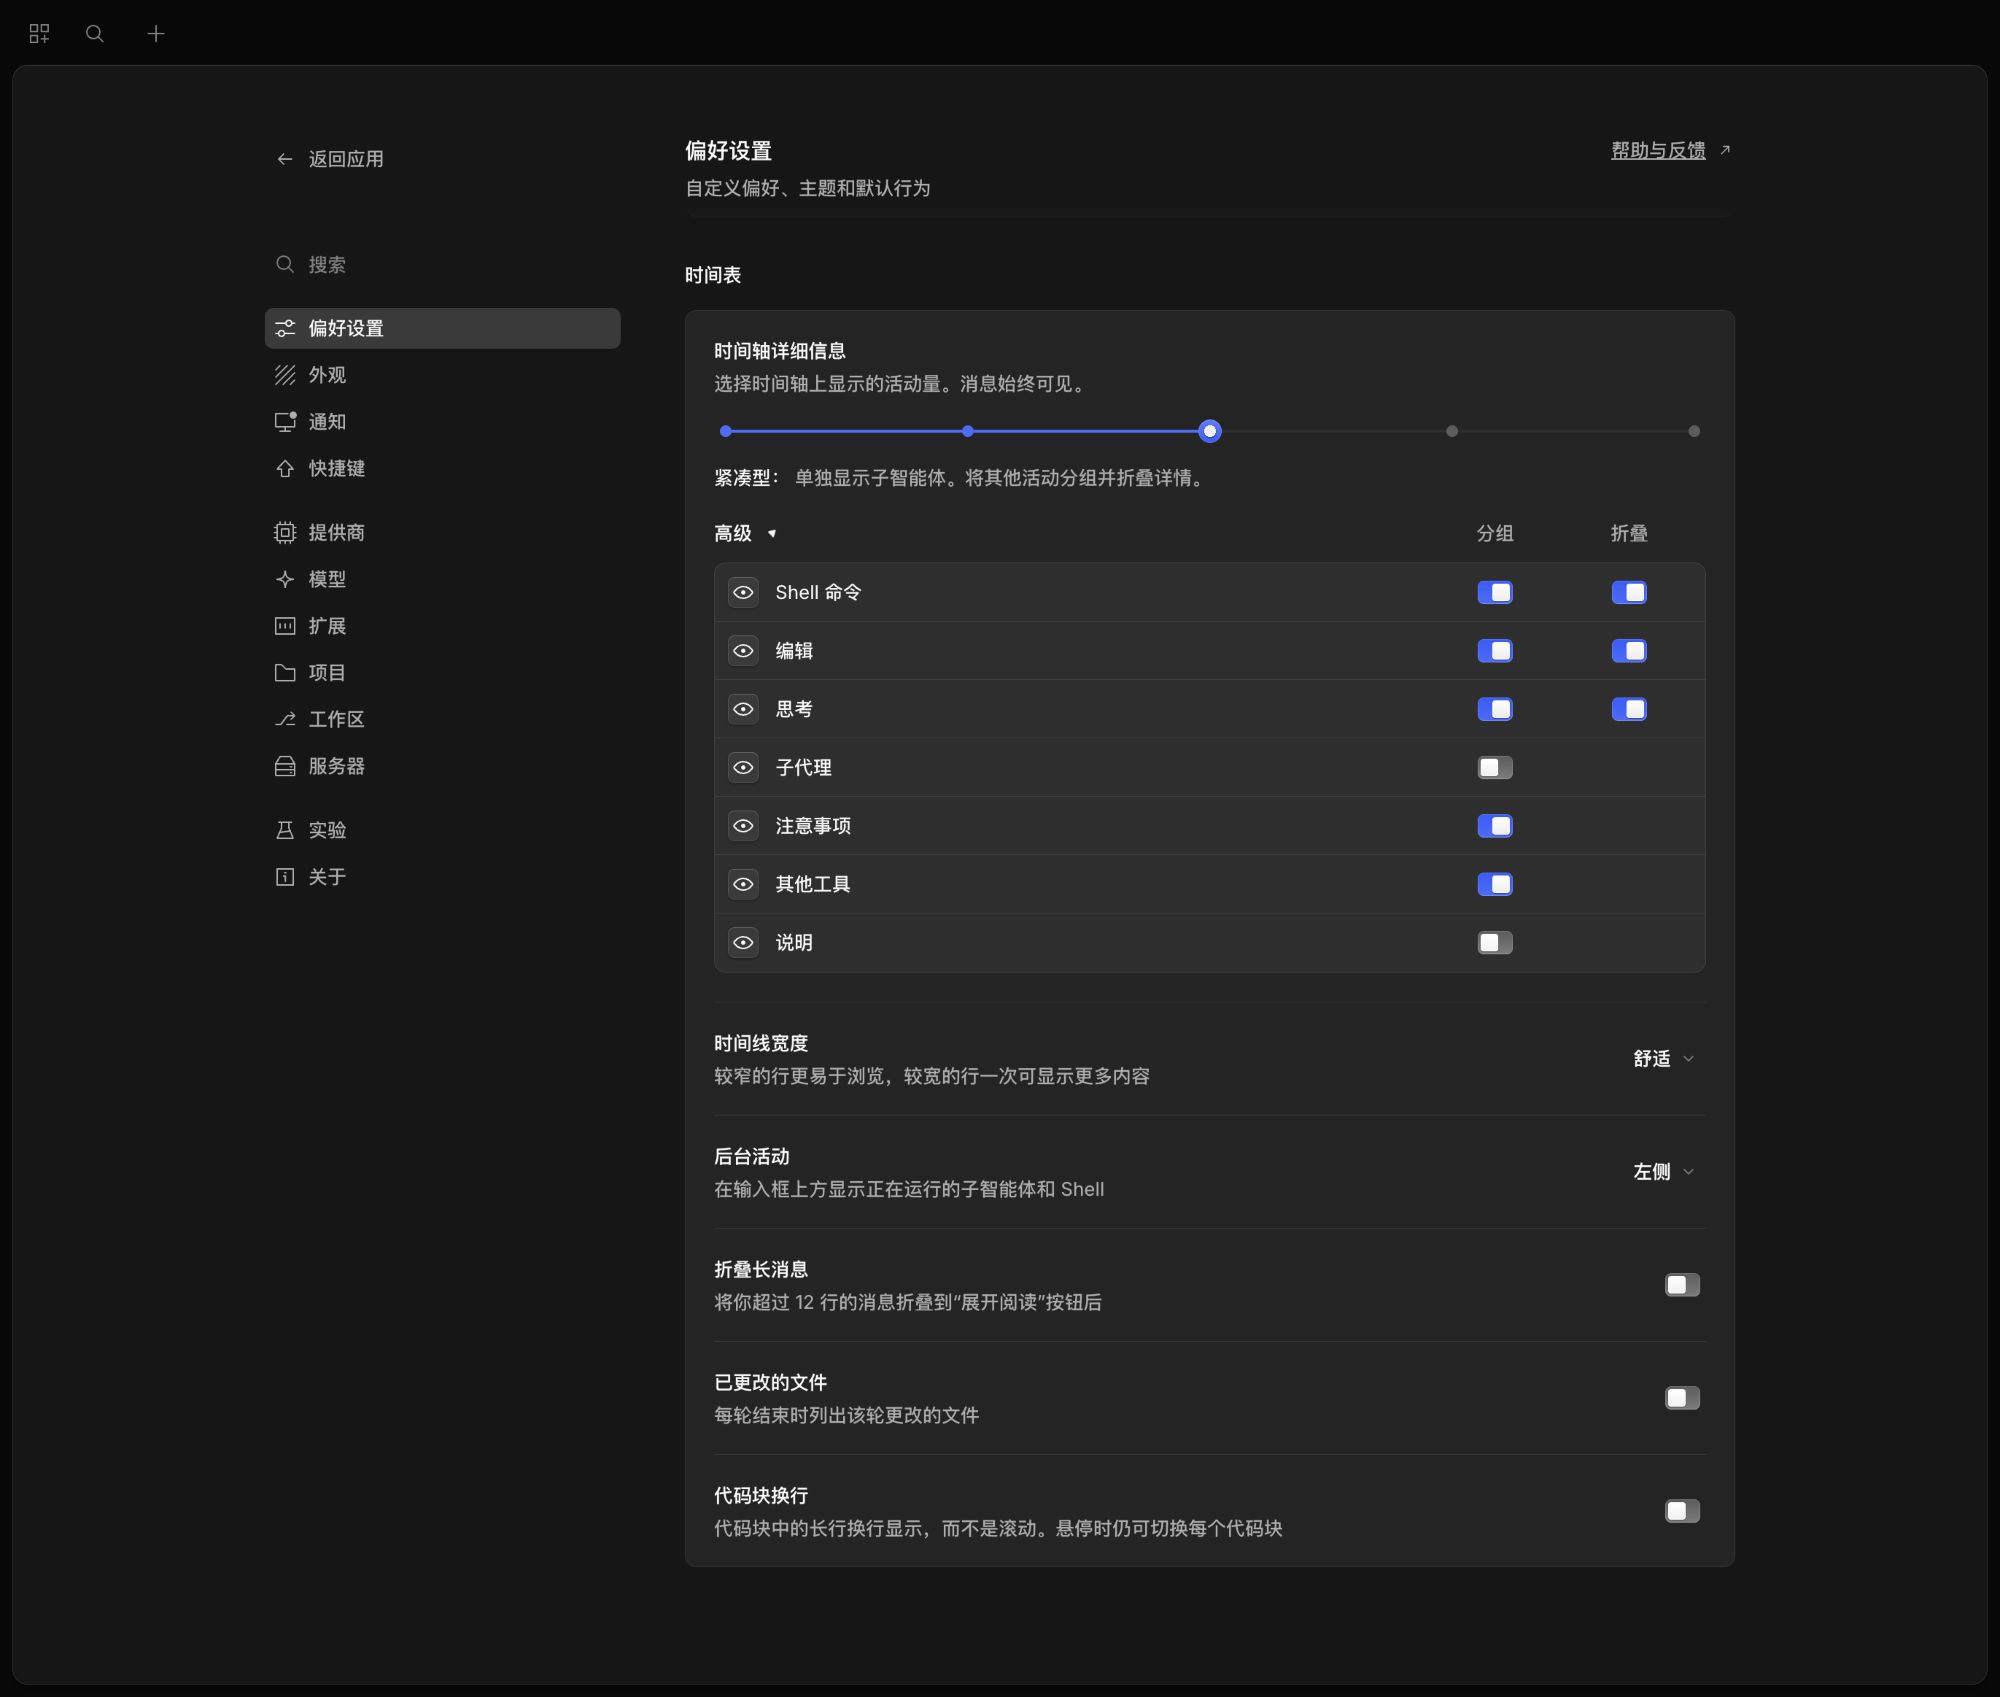 返回应用
搜索
偏好设置
外观
通知
快捷键
提供商
模型
扩展
项目
工作区
服务器
实验
关于
偏好设置
帮助与反馈
自定义偏好、主题和默认行为
时间表
时间轴详细信息
选择时间轴上显示的活动量。消息始终可见。
紧凑型： 单独显示子智能体。将其他活动分组并折叠详情。
高级 分组 折叠
Shell 命令
编辑
思考
子代理
注意事项
其他工具
说明
时间线宽度
较窄的行更易于浏览，较宽的行一次可显示更多内容
舒适
后台活动
在输入框上方显示正在运行的子智能体和 Shell
左侧
折叠长消息
将你超过 12 行的消息折叠到“展开阅读”按钮后
已更改的文件
每轮结束时列出该轮更改的文件
代码块换行
代码块中的长行换行显示，而不是滚动。悬停时仍可切换每个代码块